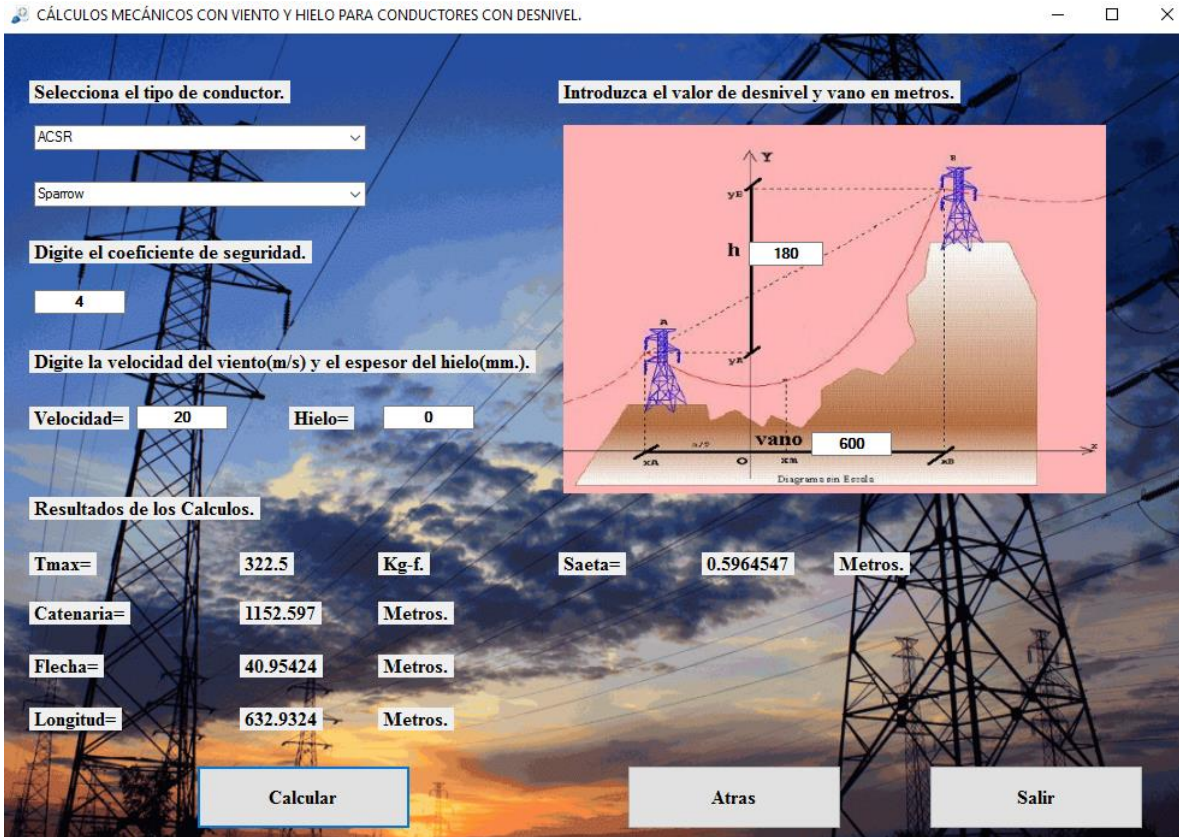 CÁLCULOS MECÁNICOS CON VIENTO Y HIELO PARA CONDUCTORES CON DESNIVEL.
Selecciona el tipo de conductor.
ACSR
Sparrow
Digite el coeficiente de seguridad.
4
Digite la velocidad del viento(m/s) y el espesor del hielo(mm.).
Velocidad= 20 Hielo= 0
Introduzca el valor de desnivel y vano en metros.
Y
B
yB
h 180
A
yA
vano 600
xA O xm xB x
Diagrama sin Escala
Resultados de los Calculos.
Tmax= 322.5 Kg-f. Saeta= 0.5964547 Metros.
Catenaria= 1152.597 Metros.
Flecha= 40.95424 Metros.
Longitud= 632.9324 Metros.
Calcular Atras Salir